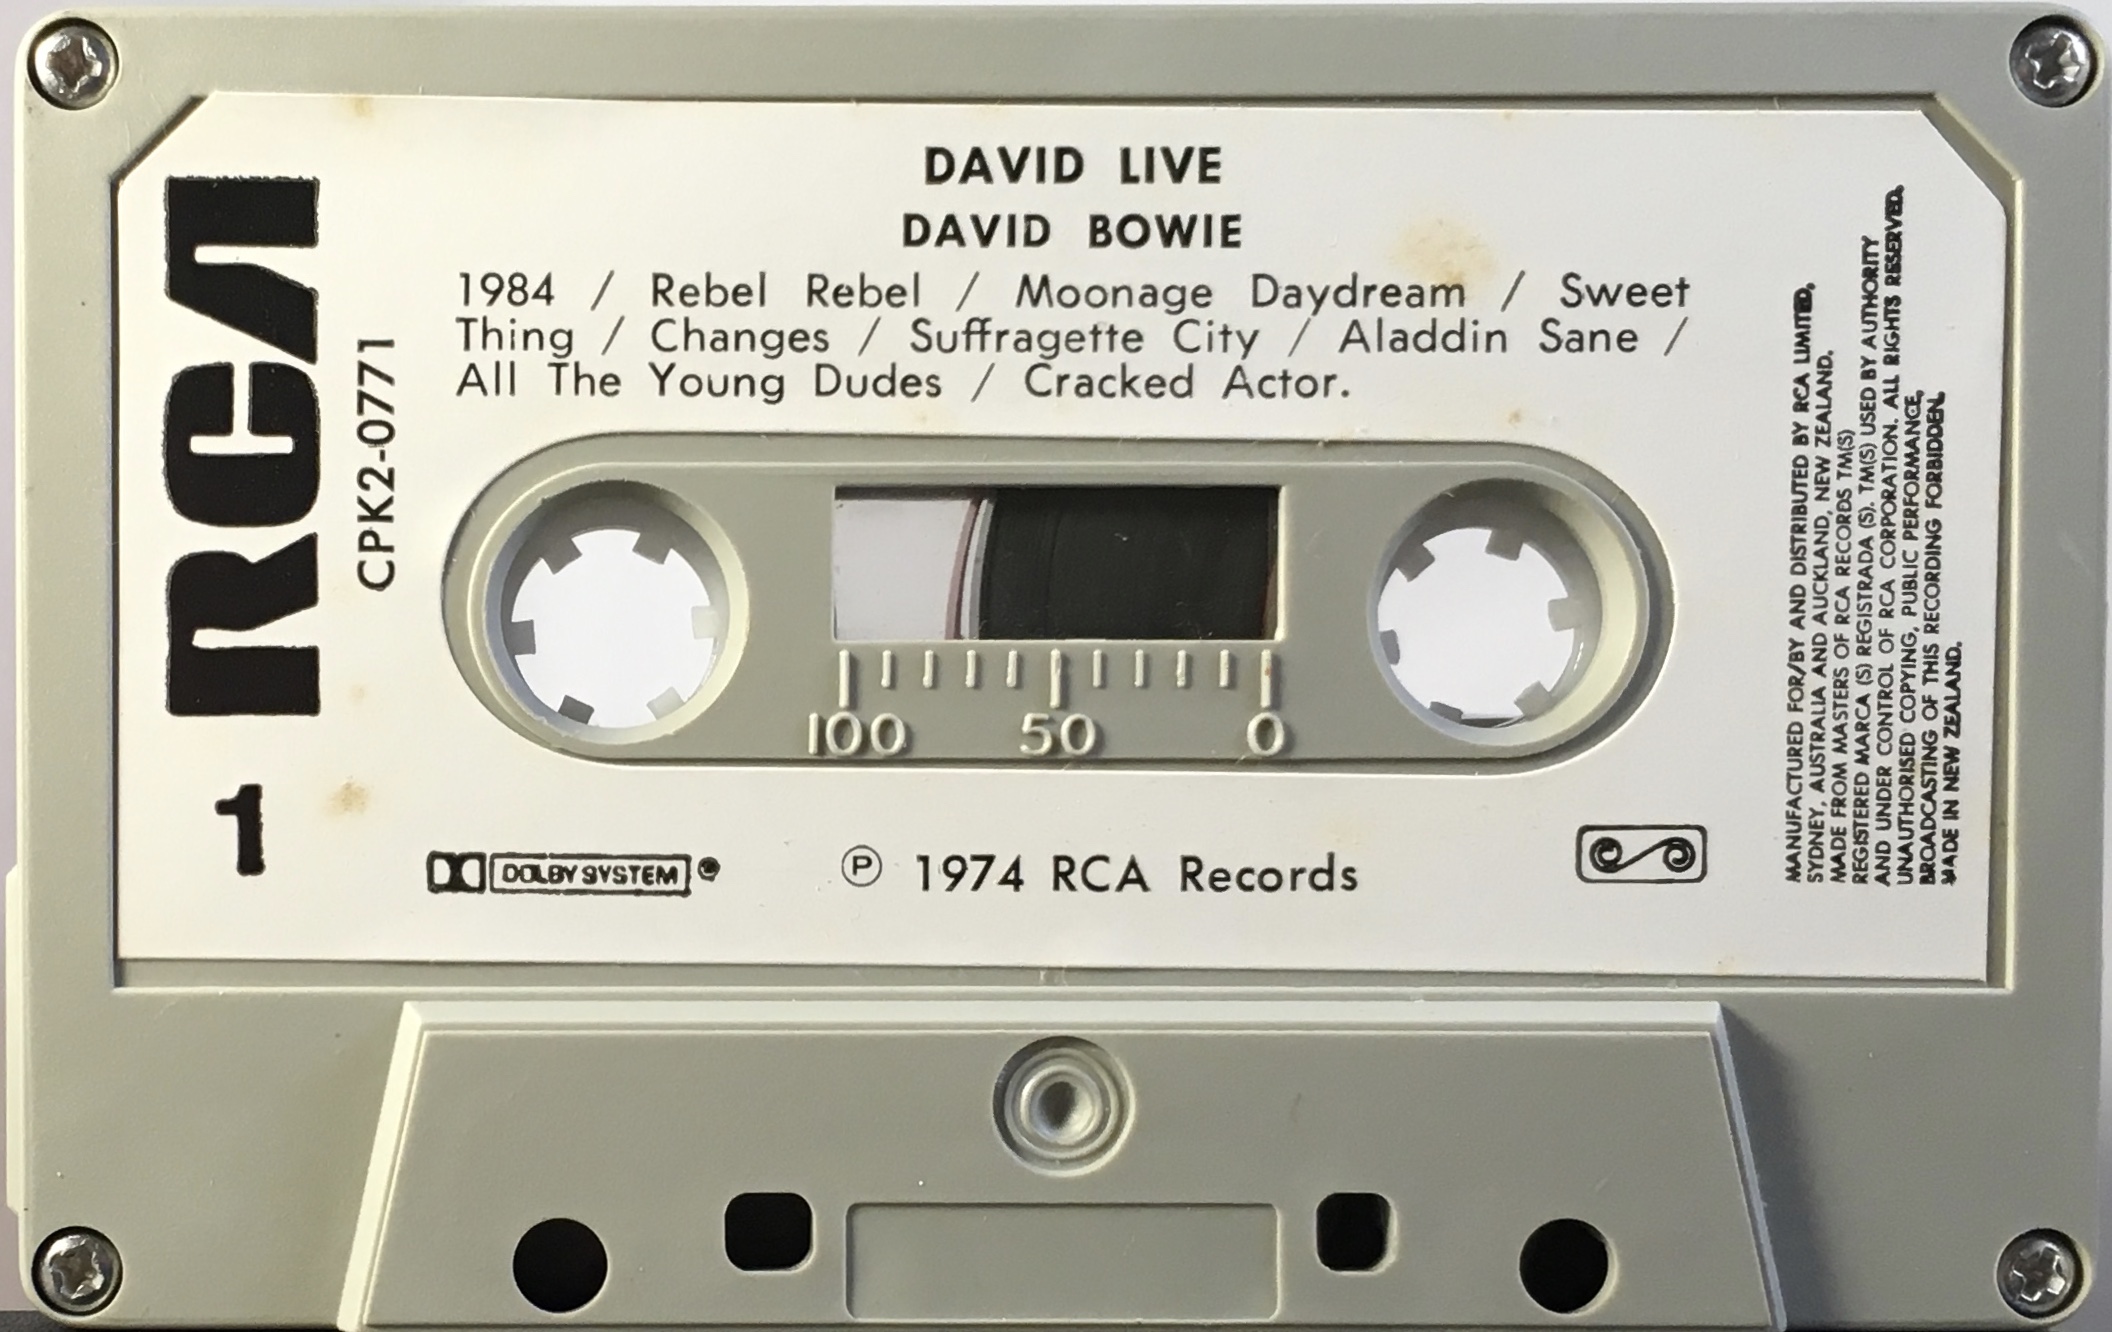 RCA
1
CPK2-0771
DAVID LIVE
DAVID BOWIE
1984 / Rebel Rebel / Moonage Daydream / Sweet
Thing / Changes / Suffragette City / Aladdin Sane /
All The Young Dudes / Cracked Actor.
100 50 0
DOLBY SYSTEM
Ⓟ 1974 RCA Records
MANUFACTURED FOR/BY AND DISTRIBUTED BY RCA LIMITED,
SYDNEY, AUSTRALIA AND AUCKLAND, NEW ZEALAND.
MADE FROM MASTERS OF RCA RECORDS TM(S)
REGISTERED MARCA (S) REGISTRADA (S). TM(S) USED BY AUTHORITY
AND UNDER CONTROL OF RCA CORPORATION. ALL RIGHTS RESERVED.
UNAUTHORISED COPYING, PUBLIC PERFORMANCE,
BROADCASTING OF THIS RECORDING FORBIDDEN.
MADE IN NEW ZEALAND.